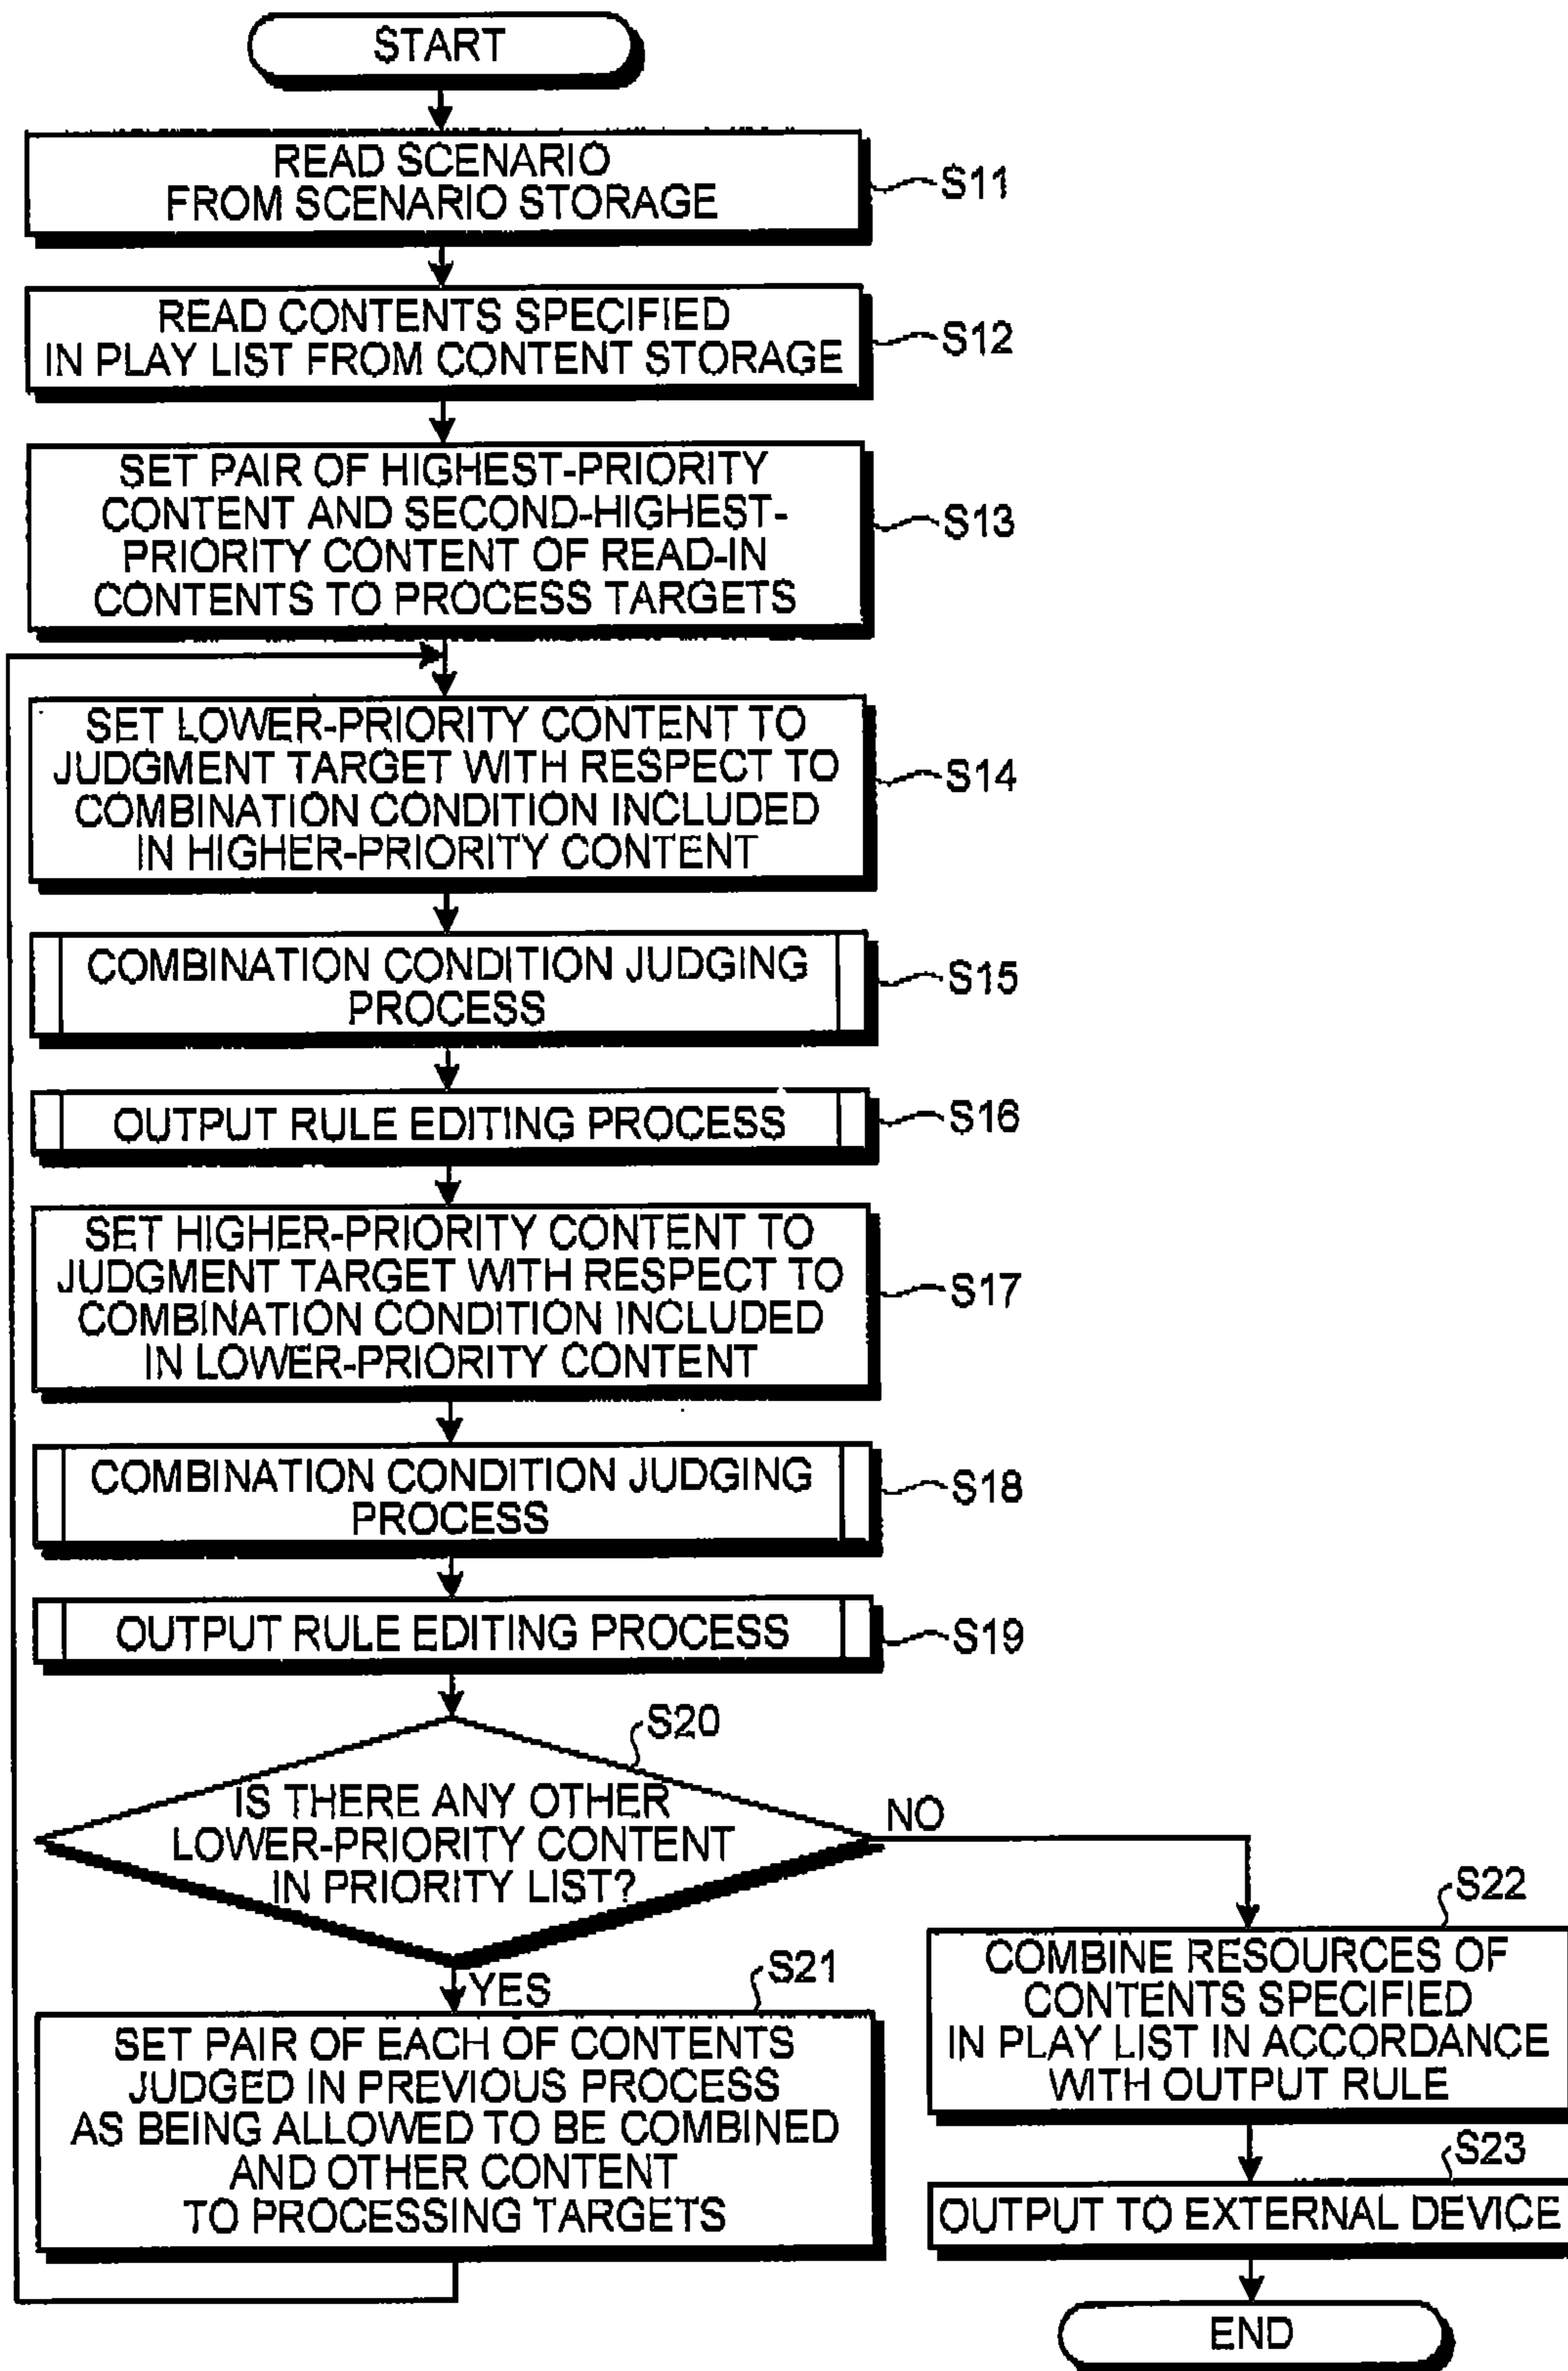 START
READ SCENARIO
FROM SCENARIO STORAGE
S11
READ CONTENTS SPECIFIED
IN PLAY LIST FROM CONTENT STORAGE
S12
SET PAIR OF HIGHEST-PRIORITY
CONTENT AND SECOND-HIGHEST-
PRIORITY CONTENT OF READ-IN
CONTENTS TO PROCESS TARGETS
S13
SET LOWER-PRIORITY CONTENT TO
JUDGMENT TARGET WITH RESPECT TO
COMBINATION CONDITION INCLUDED
IN HIGHER-PRIORITY CONTENT
S14
COMBINATION CONDITION JUDGING
PROCESS
S15
OUTPUT RULE EDITING PROCESS
S16
SET HIGHER-PRIORITY CONTENT TO
JUDGMENT TARGET WITH RESPECT TO
COMBINATION CONDITION INCLUDED
IN LOWER-PRIORITY CONTENT
S17
COMBINATION CONDITION JUDGING
PROCESS
S18
OUTPUT RULE EDITING PROCESS
S19
S20
IS THERE ANY OTHER
LOWER-PRIORITY CONTENT
IN PRIORITY LIST?
NO
YES
S21
SET PAIR OF EACH OF CONTENTS
JUDGED IN PREVIOUS PROCESS
AS BEING ALLOWED TO BE COMBINED
AND OTHER CONTENT
TO PROCESSING TARGETS
S22
COMBINE RESOURCES OF
CONTENTS SPECIFIED
IN PLAY LIST IN ACCORDANCE
WITH OUTPUT RULE
S23
OUTPUT TO EXTERNAL DEVICE
END